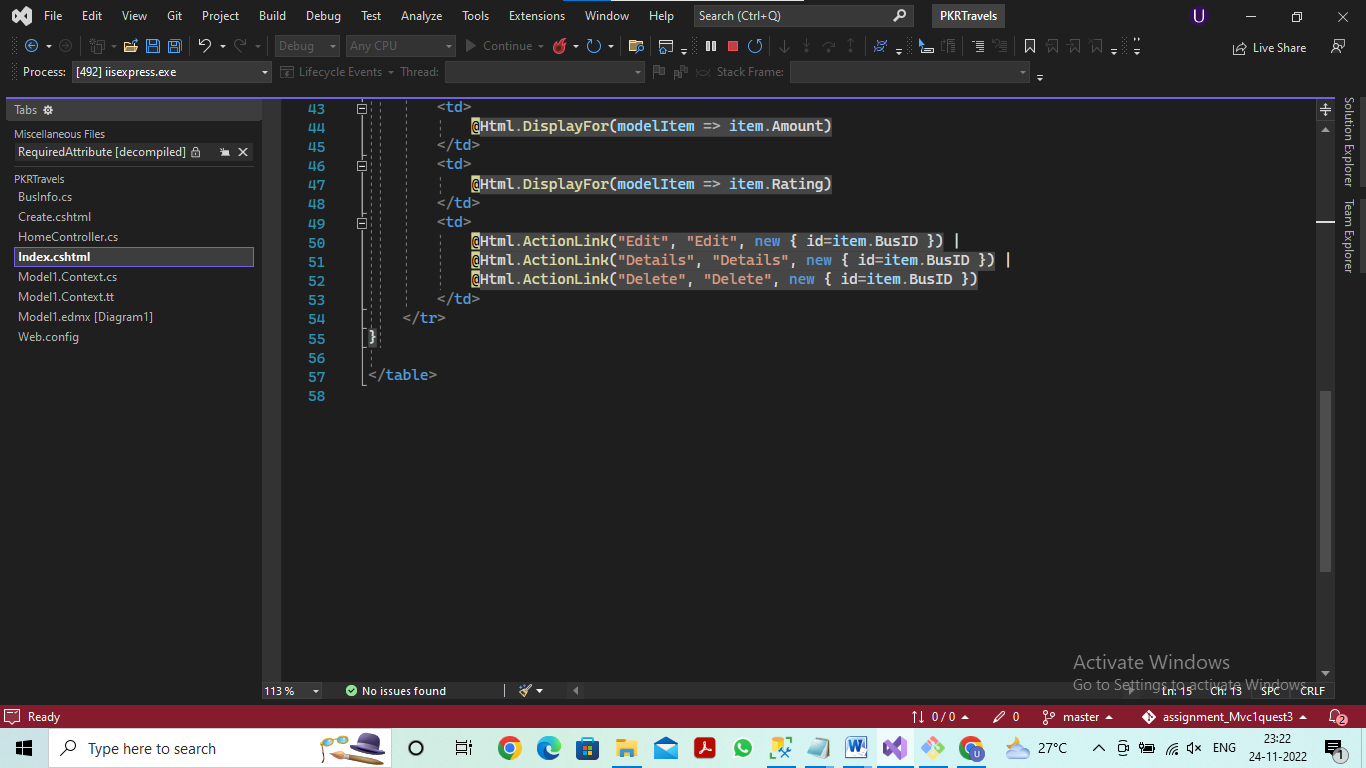 File Edit View Git Project Build Debug Test Analyze Tools Extensions Window Help Search (Ctrl+Q) PKRTravels U
Debug Any CPU Continue Live Share
Process: [492] iisexpress.exe Lifecycle Events Thread: Stack Frame:
Tabs
Miscellaneous Files
RequiredAttribute [decompiled]
PKRTravels
BusInfo.cs
Create.cshtml
HomeController.cs
Index.cshtml
Model1.Context.cs
Model1.Context.tt
Model1.edmx [Diagram1]
Web.config
43 <td>
44 @Html.DisplayFor(modelItem => item.Amount)
45 </td>
46 <td>
47 @Html.DisplayFor(modelItem => item.Rating)
48 </td>
49 <td>
50 @Html.ActionLink("Edit", "Edit", new { id=item.BusID }) |
51 @Html.ActionLink("Details", "Details", new { id=item.BusID }) |
52 @Html.ActionLink("Delete", "Delete", new { id=item.BusID })
53 </td>
54 </tr>
55 }
56
57 </table>
58
Solution Explorer
Team Explorer
Activate Windows
Go to Settings to activate Windows.
113 % No issues found Ln: 15 Ch: 13 SPC CRLF
Ready 0 / 0 0 master assignment_Mvc1quest3 2
Type here to search 27°C ENG 23:22
24-11-2022 1